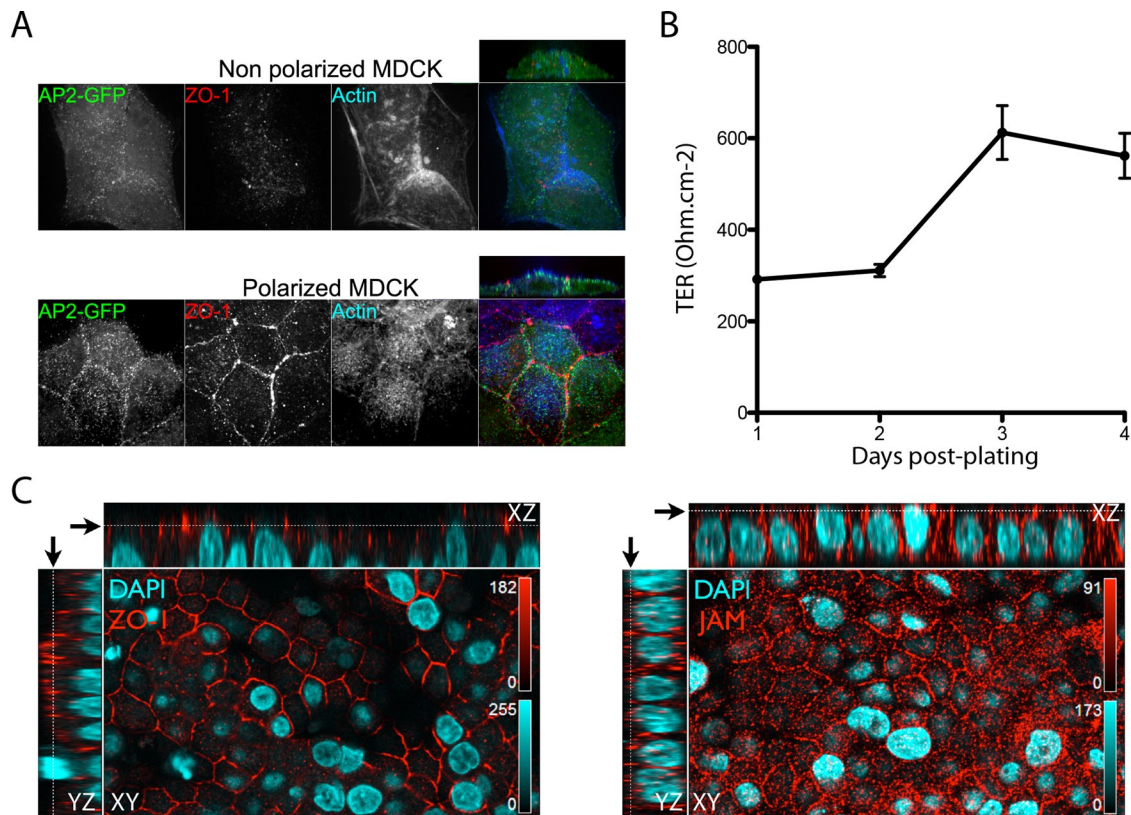 A
Non polarized MDCK
AP2-GFP
ZO-1
Actin
Polarized MDCK
AP2-GFP
ZO-1
Actin
B
800
600
400
200
0
TER (Ohm.cm-2)
1 2 3 4
Days post-plating
C
XZ
DAPI
ZO-1
182
0
255
0
YZ
XY
XZ
DAPI
JAM
91
0
173
0
YZ
XY